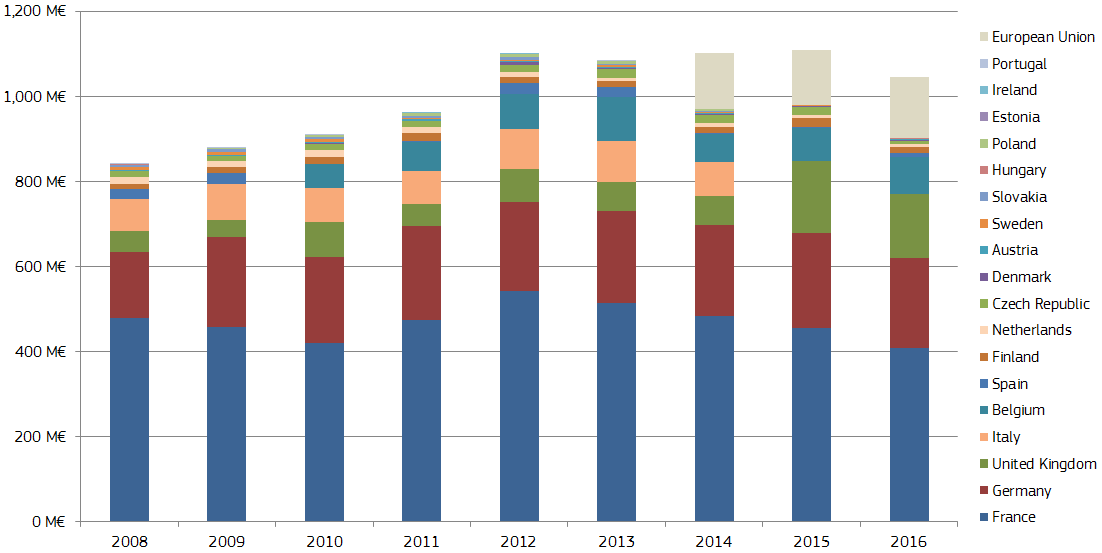 1,200 M€
1,000 M€
800 M€
600 M€
400 M€
200 M€
0 M€
2008 2009 2010 2011 2012 2013 2014 2015 2016
European Union
Portugal
Ireland
Estonia
Poland
Hungary
Slovakia
Sweden
Austria
Denmark
Czech Republic
Netherlands
Finland
Spain
Belgium
Italy
United Kingdom
Germany
France